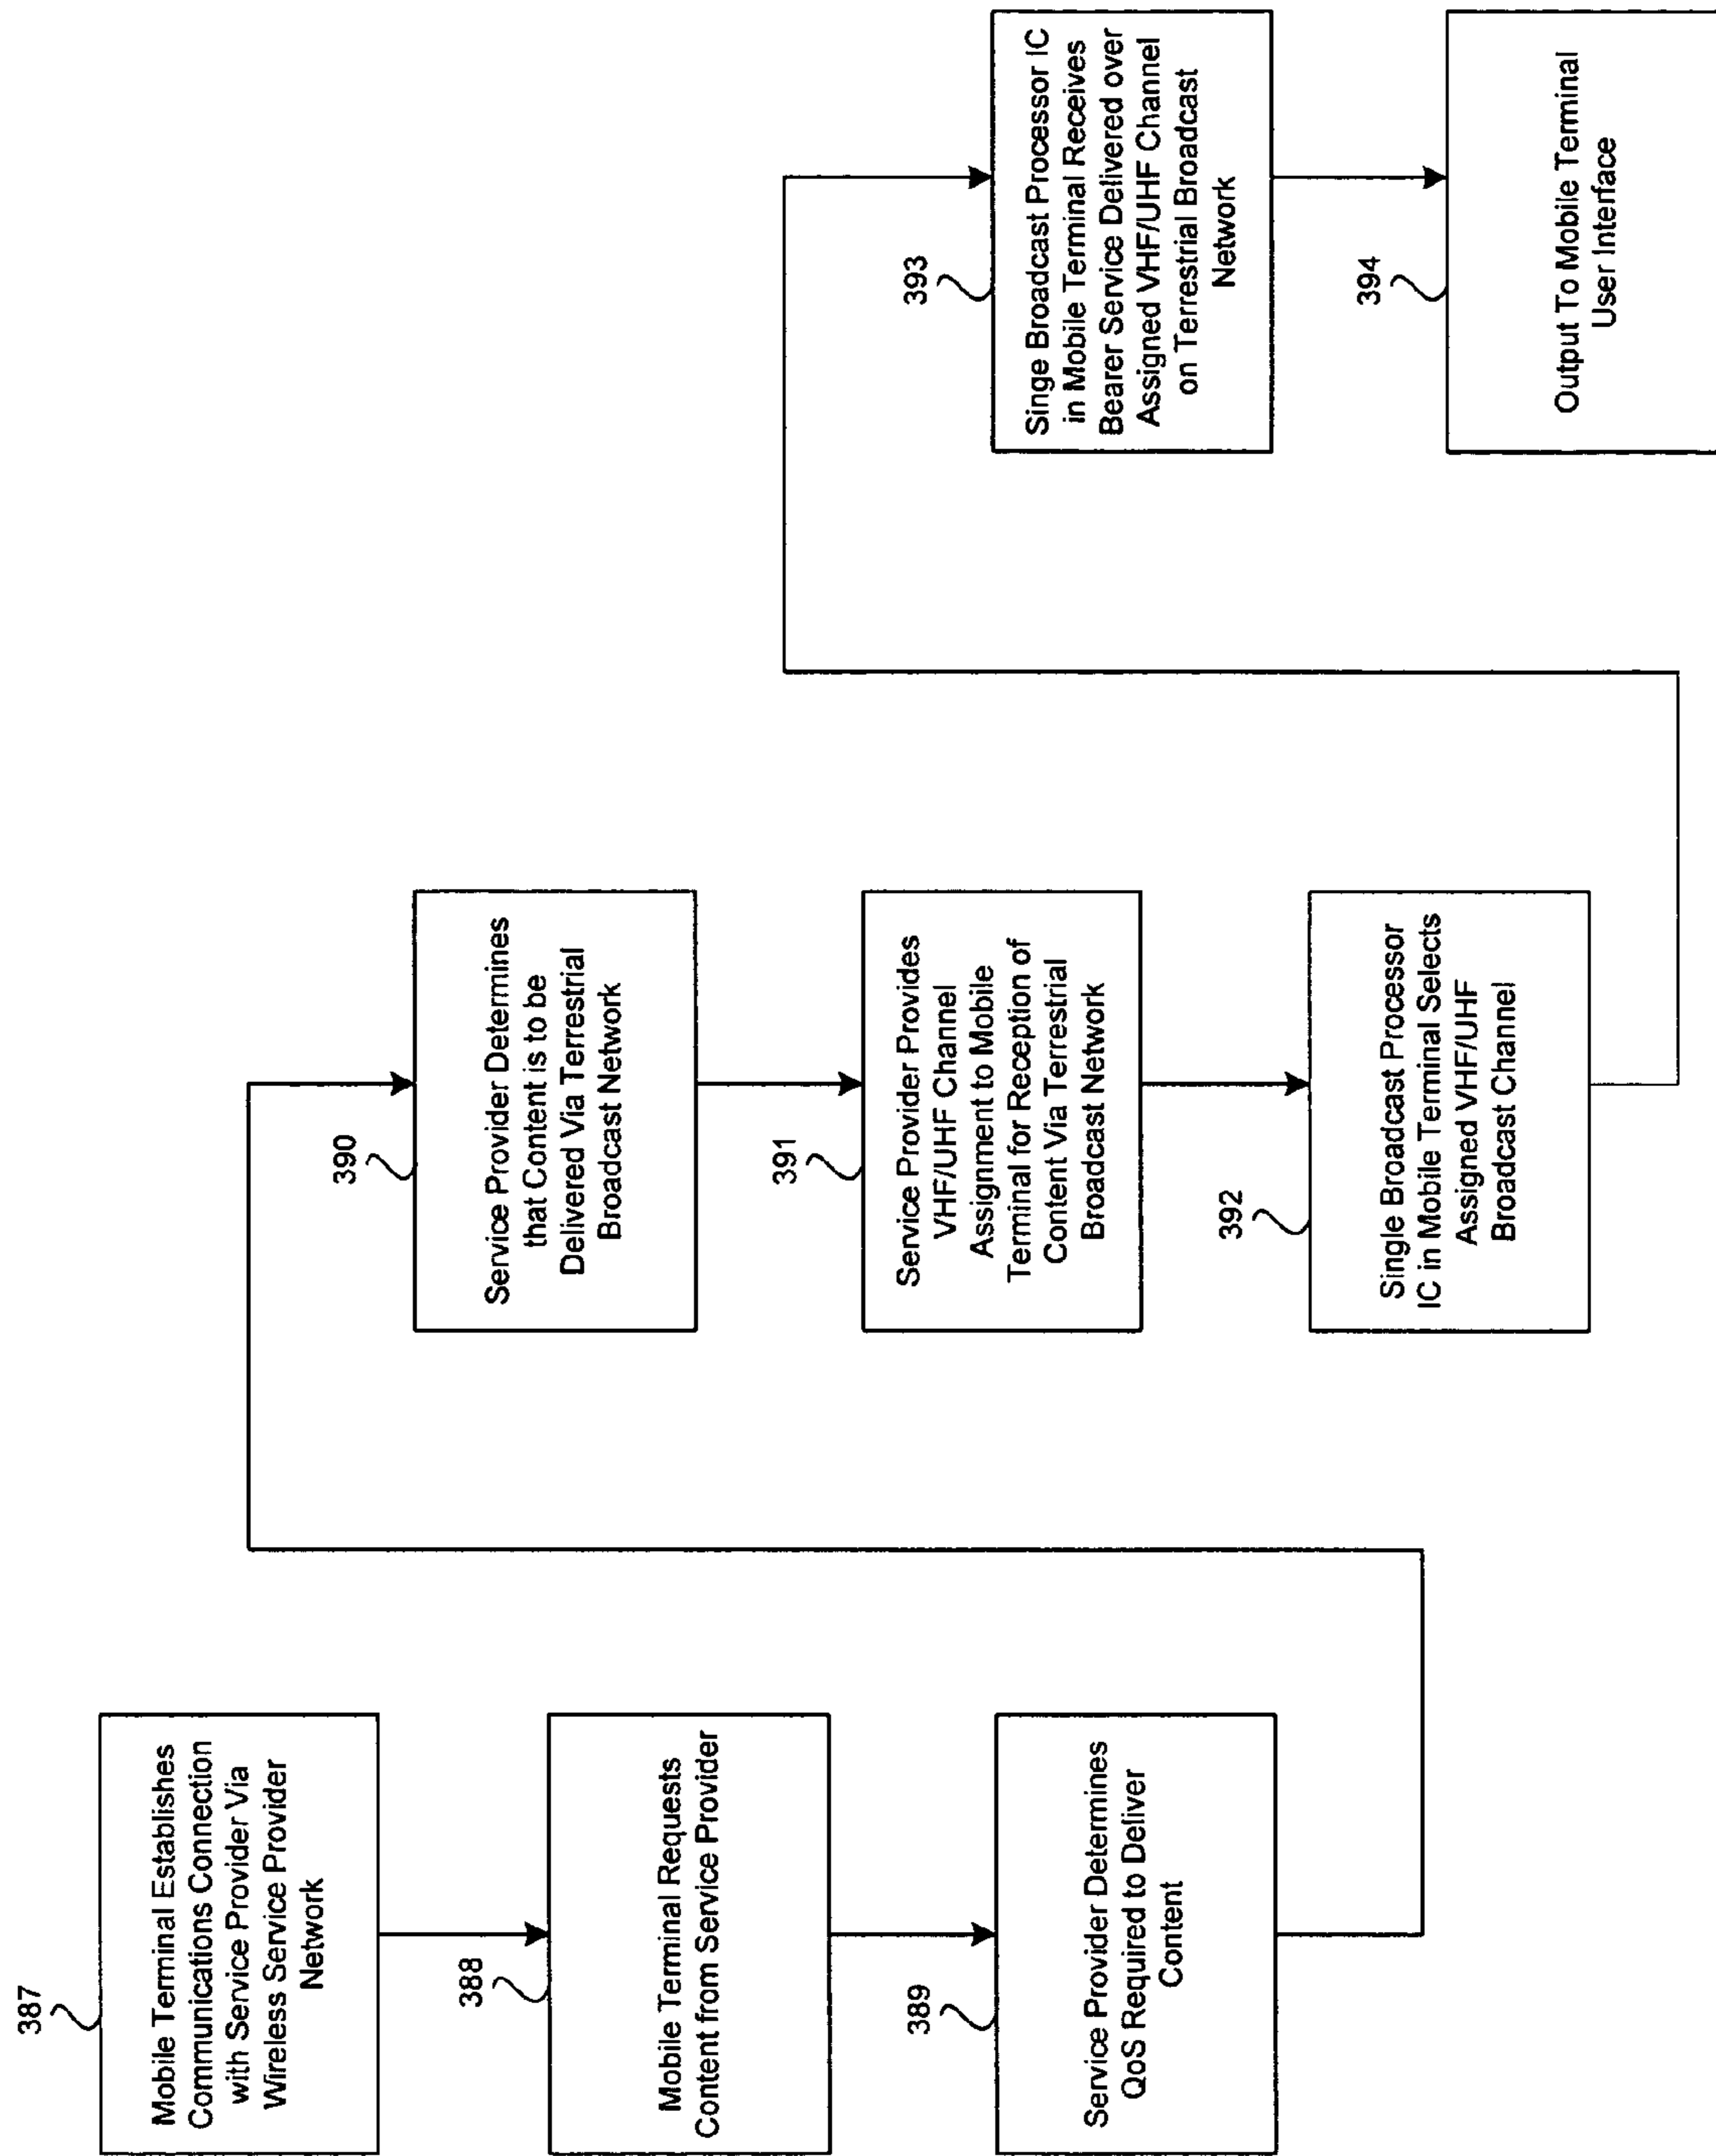 387
Mobile Terminal Establishes
Communications Connection
with Service Provider Via
Wireless Service Provider
Network
388
Mobile Terminal Requests
Content from Service Provider
389
Service Provider Determines
QoS Required to Deliver
Content
390
Service Provider Determines
that Content is to be
Delivered Via Terrestrial
Broadcast Network
391
Service Provider Provides
VHF/UHF Channel
Assignment to Mobile
Terminal for Reception of
Content Via Terrestrial
Broadcast Network
392
Single Broadcast Processor
IC in Mobile Terminal Selects
Assigned VHF/UHF
Broadcast Channel
393
Singe Broadcast Processor IC
in Mobile Terminal Receives
Bearer Service Delivered over
Assigned VHF/UHF Channel
on Terrestrial Broadcast
Network
394
Output To Mobile Terminal
User Interface